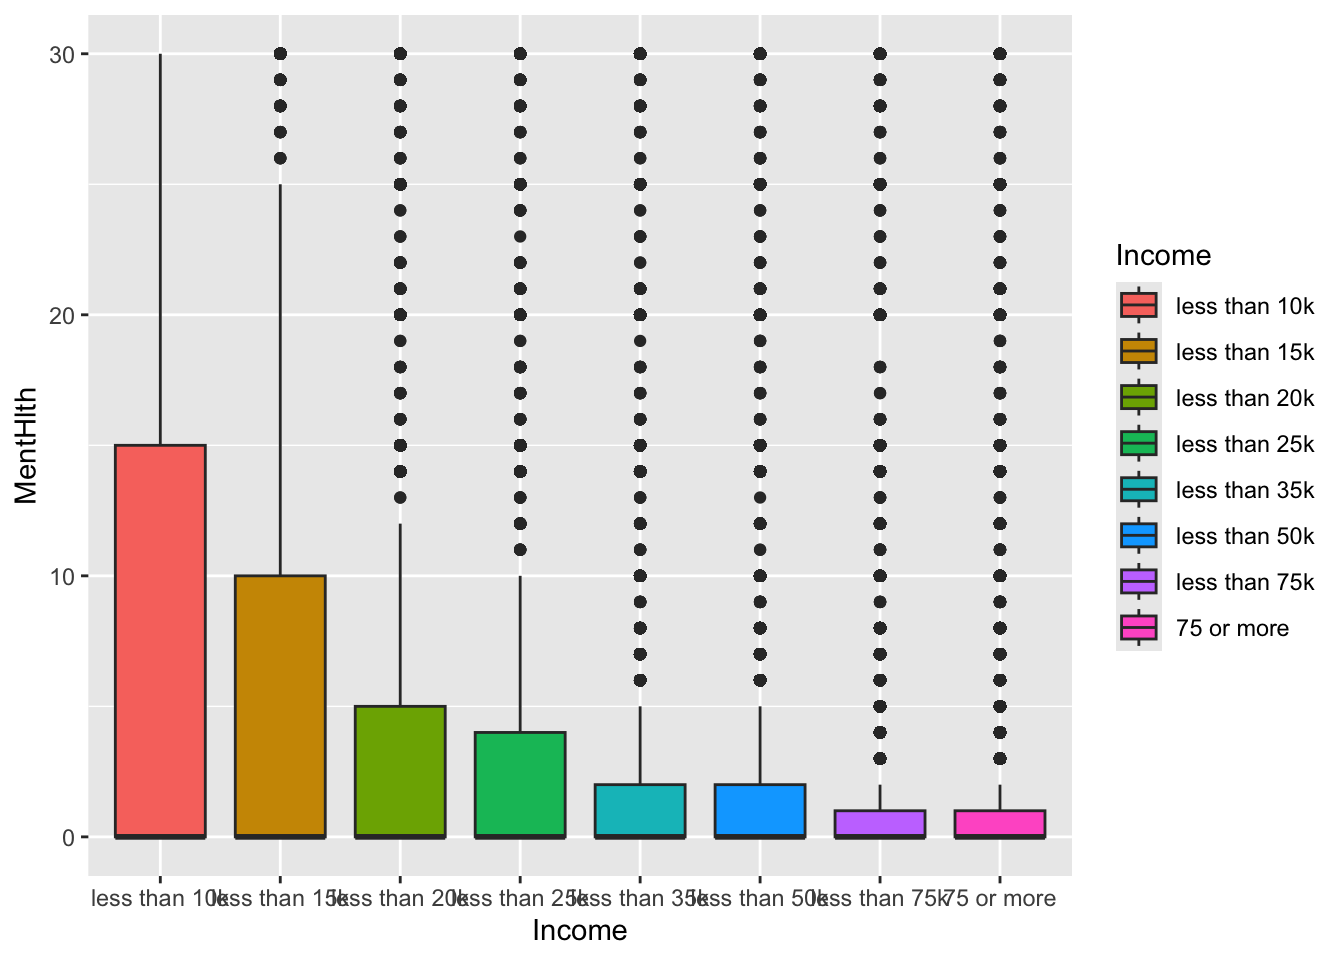 30
20
10
0
MentHlth
less than 10k
less than 15k
less than 20k
less than 25k
less than 35k
less than 50k
less than 75k
75 or more
Income
Income
less than 10k
less than 15k
less than 20k
less than 25k
less than 35k
less than 50k
less than 75k
75 or more